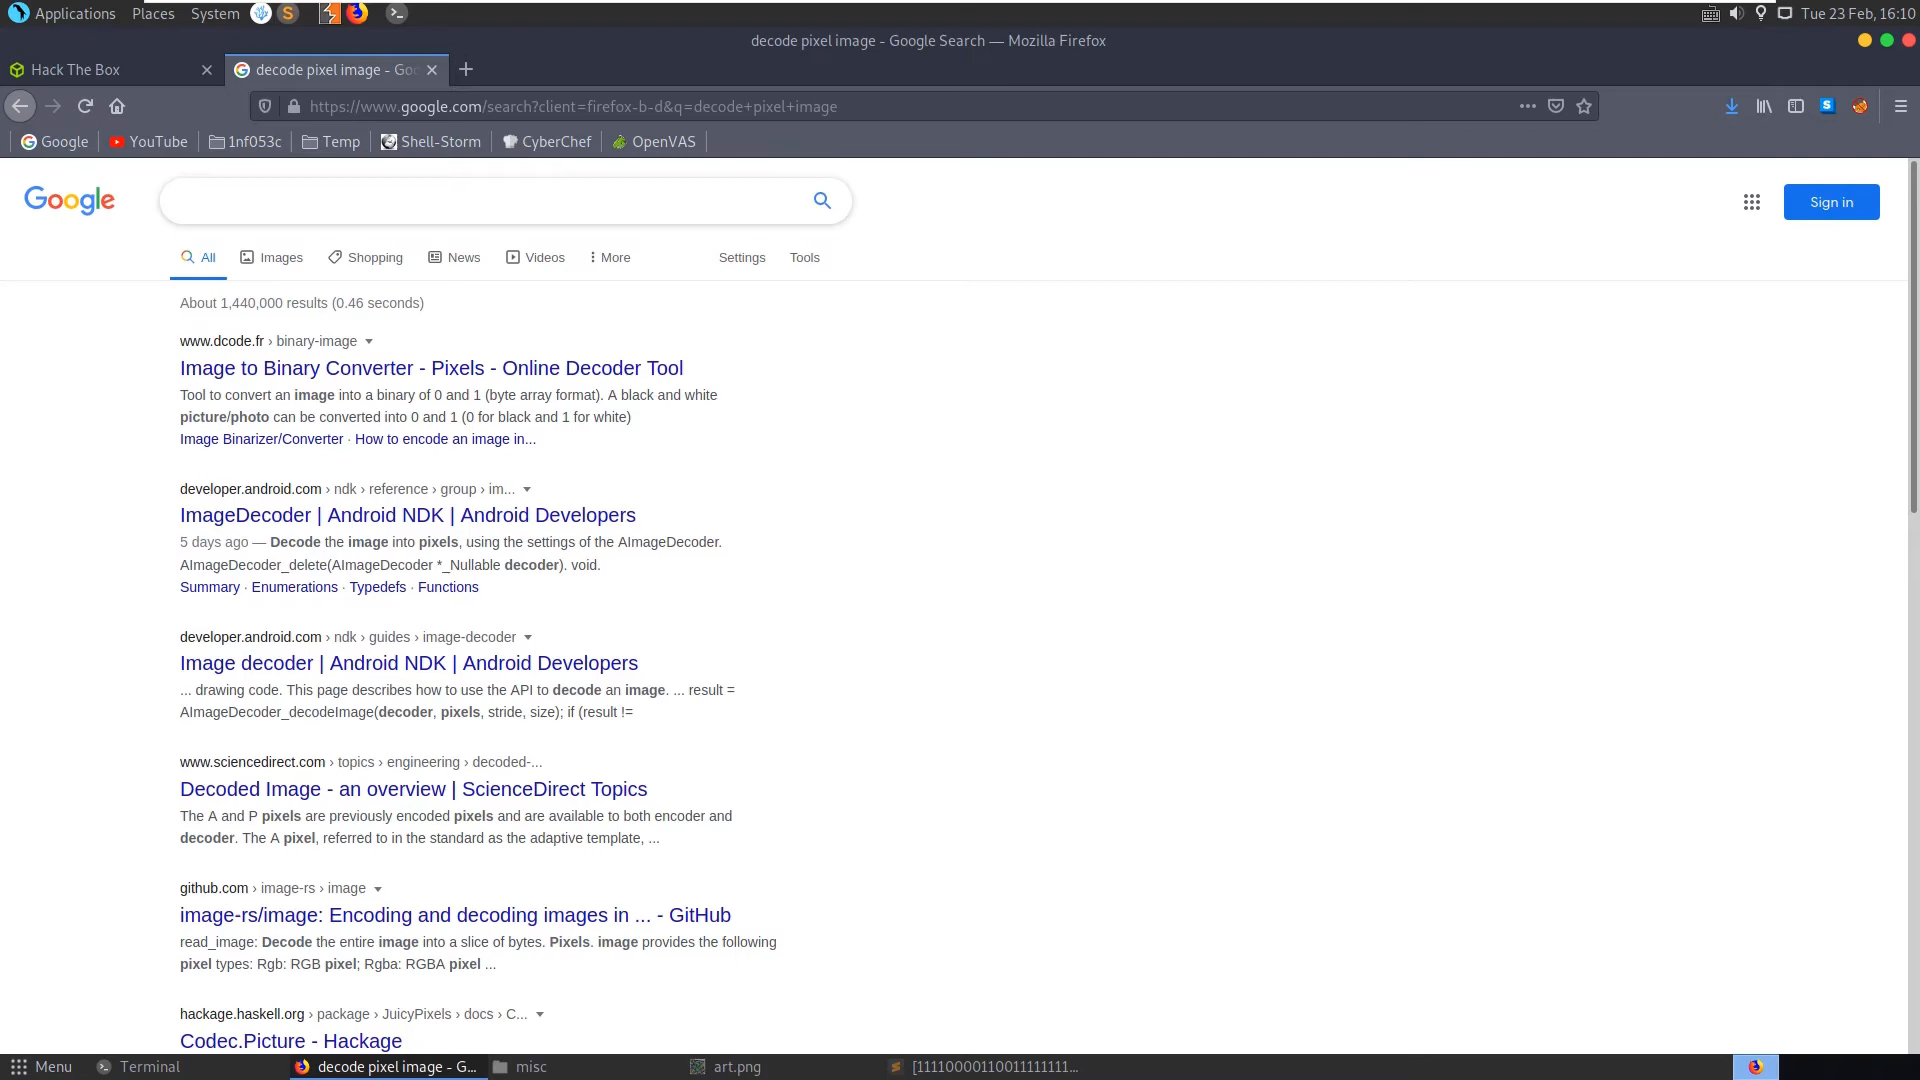 Applications Places System Tue 23 Feb, 16:10
decode pixel image - Google Search — Mozilla Firefox
Hack The Box decode pixel image - Goo
https://www.google.com/search?client=firefox-b-d&q=decode+pixel+image
Google YouTube 1nf053c Temp Shell-Storm CyberChef OpenVAS
Google Sign in
All Images Shopping News Videos More Settings Tools
About 1,440,000 results (0.46 seconds)
www.dcode.fr › binary-image
Image to Binary Converter - Pixels - Online Decoder Tool
Tool to convert an image into a binary of 0 and 1 (byte array format). A black and white
picture/photo can be converted into 0 and 1 (0 for black and 1 for white)
Image Binarizer/Converter · How to encode an image in...
developer.android.com › ndk › reference › group › im...
ImageDecoder | Android NDK | Android Developers
5 days ago — Decode the image into pixels, using the settings of the AImageDecoder.
AImageDecoder_delete(AImageDecoder *_Nullable decoder). void.
Summary · Enumerations · Typedefs · Functions
developer.android.com › ndk › guides › image-decoder
Image decoder | Android NDK | Android Developers
... drawing code. This page describes how to use the API to decode an image. ... result =
AImageDecoder_decodeImage(decoder, pixels, stride, size); if (result !=
www.sciencedirect.com › topics › engineering › decoded-...
Decoded Image - an overview | ScienceDirect Topics
The A and P pixels are previously encoded pixels and are available to both encoder and
decoder. The A pixel, referred to in the standard as the adaptive template, ...
github.com › image-rs › image
image-rs/image: Encoding and decoding images in ... - GitHub
read_image: Decode the entire image into a slice of bytes. Pixels. image provides the following
pixel types: Rgb: RGB pixel; Rgba: RGBA pixel ...
hackage.haskell.org › package › JuicyPixels › docs › C...
Codec.Picture - Hackage
Menu Terminal decode pixel image - G... misc art.png [11110000110011111111...